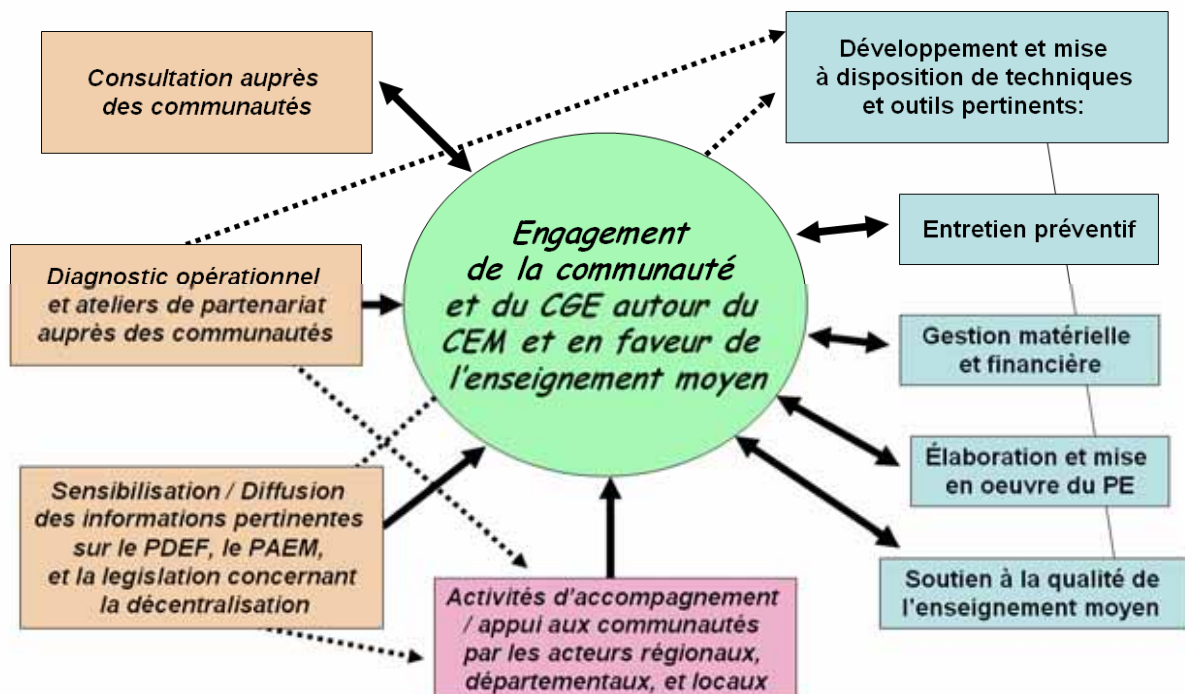 Consultation auprès
des communautés
Développement et mise
à disposition de techniques
et outils pertinents:
Engagement
de la communauté
et du CGE autour du
CEM et en faveur de
l'enseignement moyen
Diagnostic opérationnel
et ateliers de partenariat
auprès des communautés
Entretien préventif
Gestion matérielle
et financière
Élaboration et mise
en oeuvre du PE
Sensibilisation / Diffusion
des informations pertinentes
sur le PDEF, le PAEM,
et la legislation concernant
la décentralisation
Soutien à la qualité de
l'enseignement moyen
Activités d'accompagnement
/ appui aux communautés
par les acteurs régionaux,
départementaux, et locaux